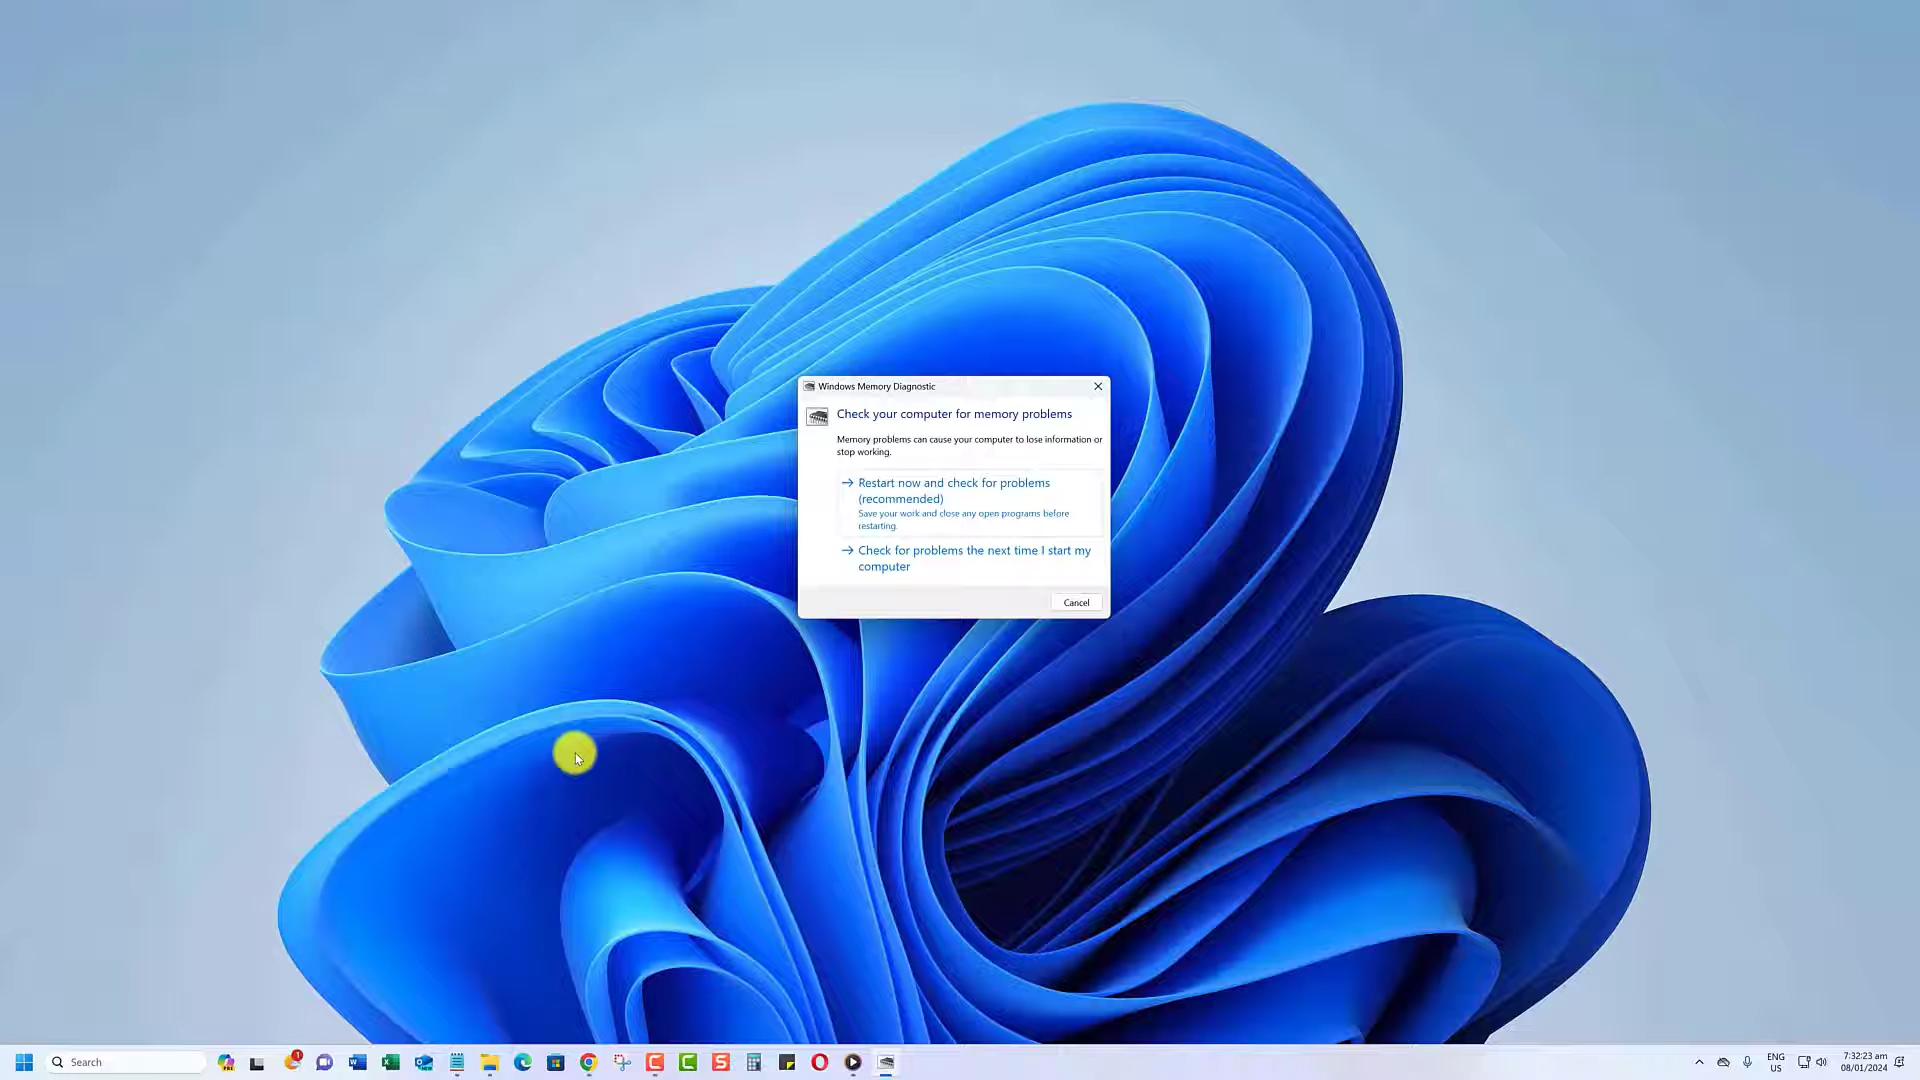 Windows Memory Diagnostic
Check your computer for memory problems
Memory problems can cause your computer to lose information or
stop working.
Restart now and check for problems
(recommended)
Save your work and close any open programs before
restarting.
Check for problems the next time I start my
computer
Cancel
Search
PRE
1
NEW
ENG
US
7:32:23 am
08/01/2024